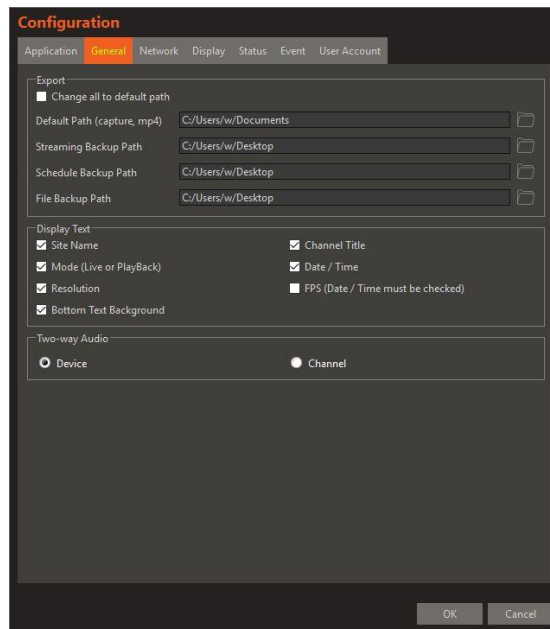 Configuration
Application General Network Display Status Event User Account
Export
Change all to default path
Default Path (capture, mp4) C:/Users/w/Documents
Streaming Backup Path C:/Users/w/Desktop
Schedule Backup Path C:/Users/w/Desktop
File Backup Path C:/Users/w/Desktop
Display Text
Site Name Channel Title
Mode (Live or PlayBack) Date / Time
Resolution FPS (Date / Time must be checked)
Bottom Text Background
Two-way Audio
Device Channel
OK Cancel